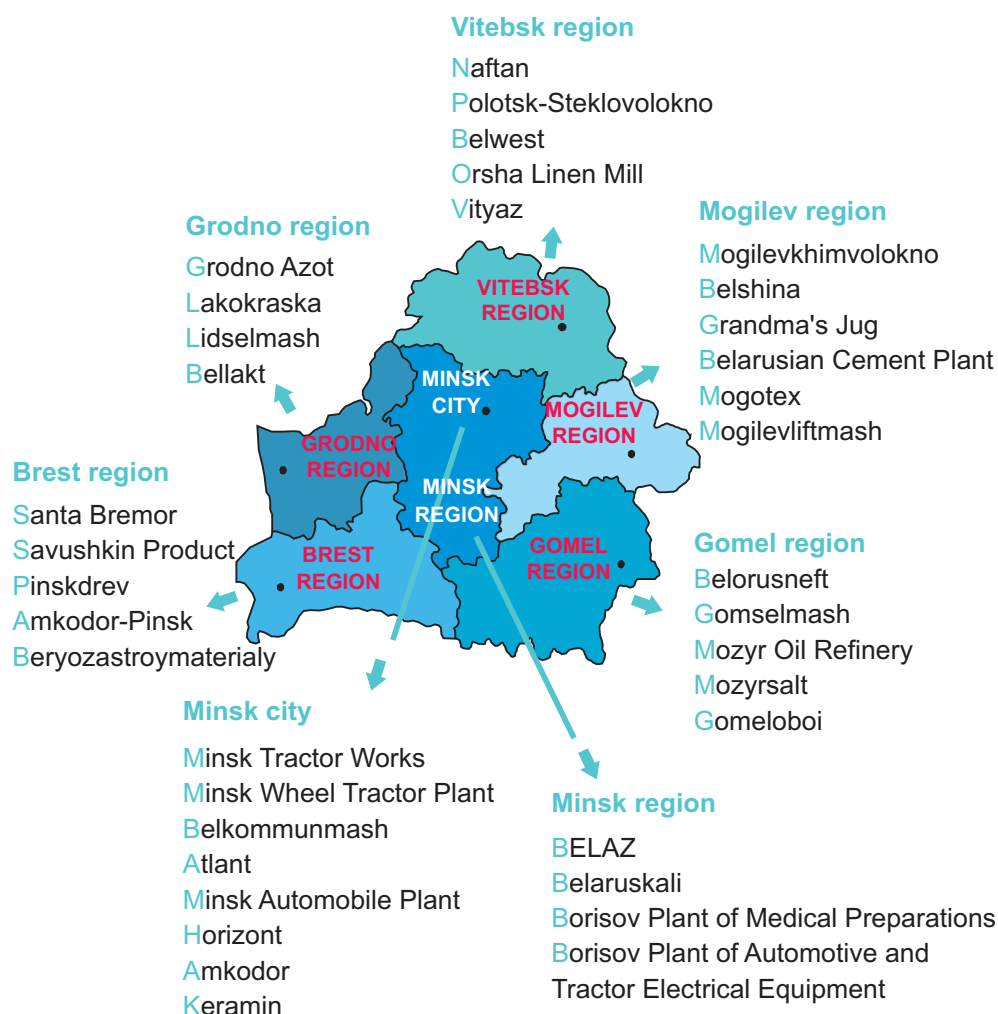 Vitebsk region
Naftan
Polotsk-Steklovolokno
Belwest
Orsha Linen Mill
Vityaz
Grodno region
Grodno Azot
Lakokraska
Lidselmash
Bellakt
Mogilev region
Mogilevkhimvolokno
Belshina
Grandma's Jug
Belarusian Cement Plant
Mogotex
Mogilevliftmash
VITEBSK
REGION
MINSK
CITY
MOGILEV
REGION
GRODNO
REGION
MINSK
REGION
BREST
REGION
GOMEL
REGION
Brest region
Santa Bremor
Savushkin Product
Pinskdrev
Amkodor-Pinsk
Beryozastroymaterialy
Gomel region
Belorusneft
Gomselmash
Mozyr Oil Refinery
Mozyrsalt
Gomeloboi
Minsk city
Minsk Tractor Works
Minsk Wheel Tractor Plant
Belkommunmash
Atlant
Minsk Automobile Plant
Horizont
Amkodor
Keramin
Minsk region
BELAZ
Belaruskali
Borisov Plant of Medical Preparations
Borisov Plant of Automotive and
Tractor Electrical Equipment